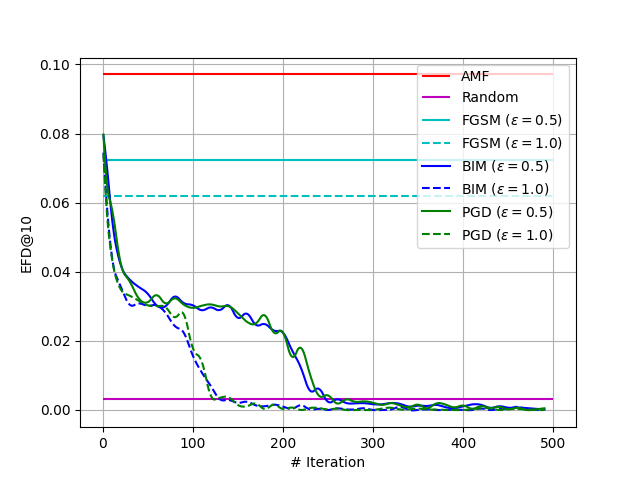 EFD@10
0.10
0.08
0.06
0.04
0.02
0.00
0
100
200
300
400
500
# Iteration
AMF
Random
FGSM (ε = 0.5)
FGSM (ε = 1.0)
BIM (ε = 0.5)
BIM (ε = 1.0)
PGD (ε = 0.5)
PGD (ε = 1.0)